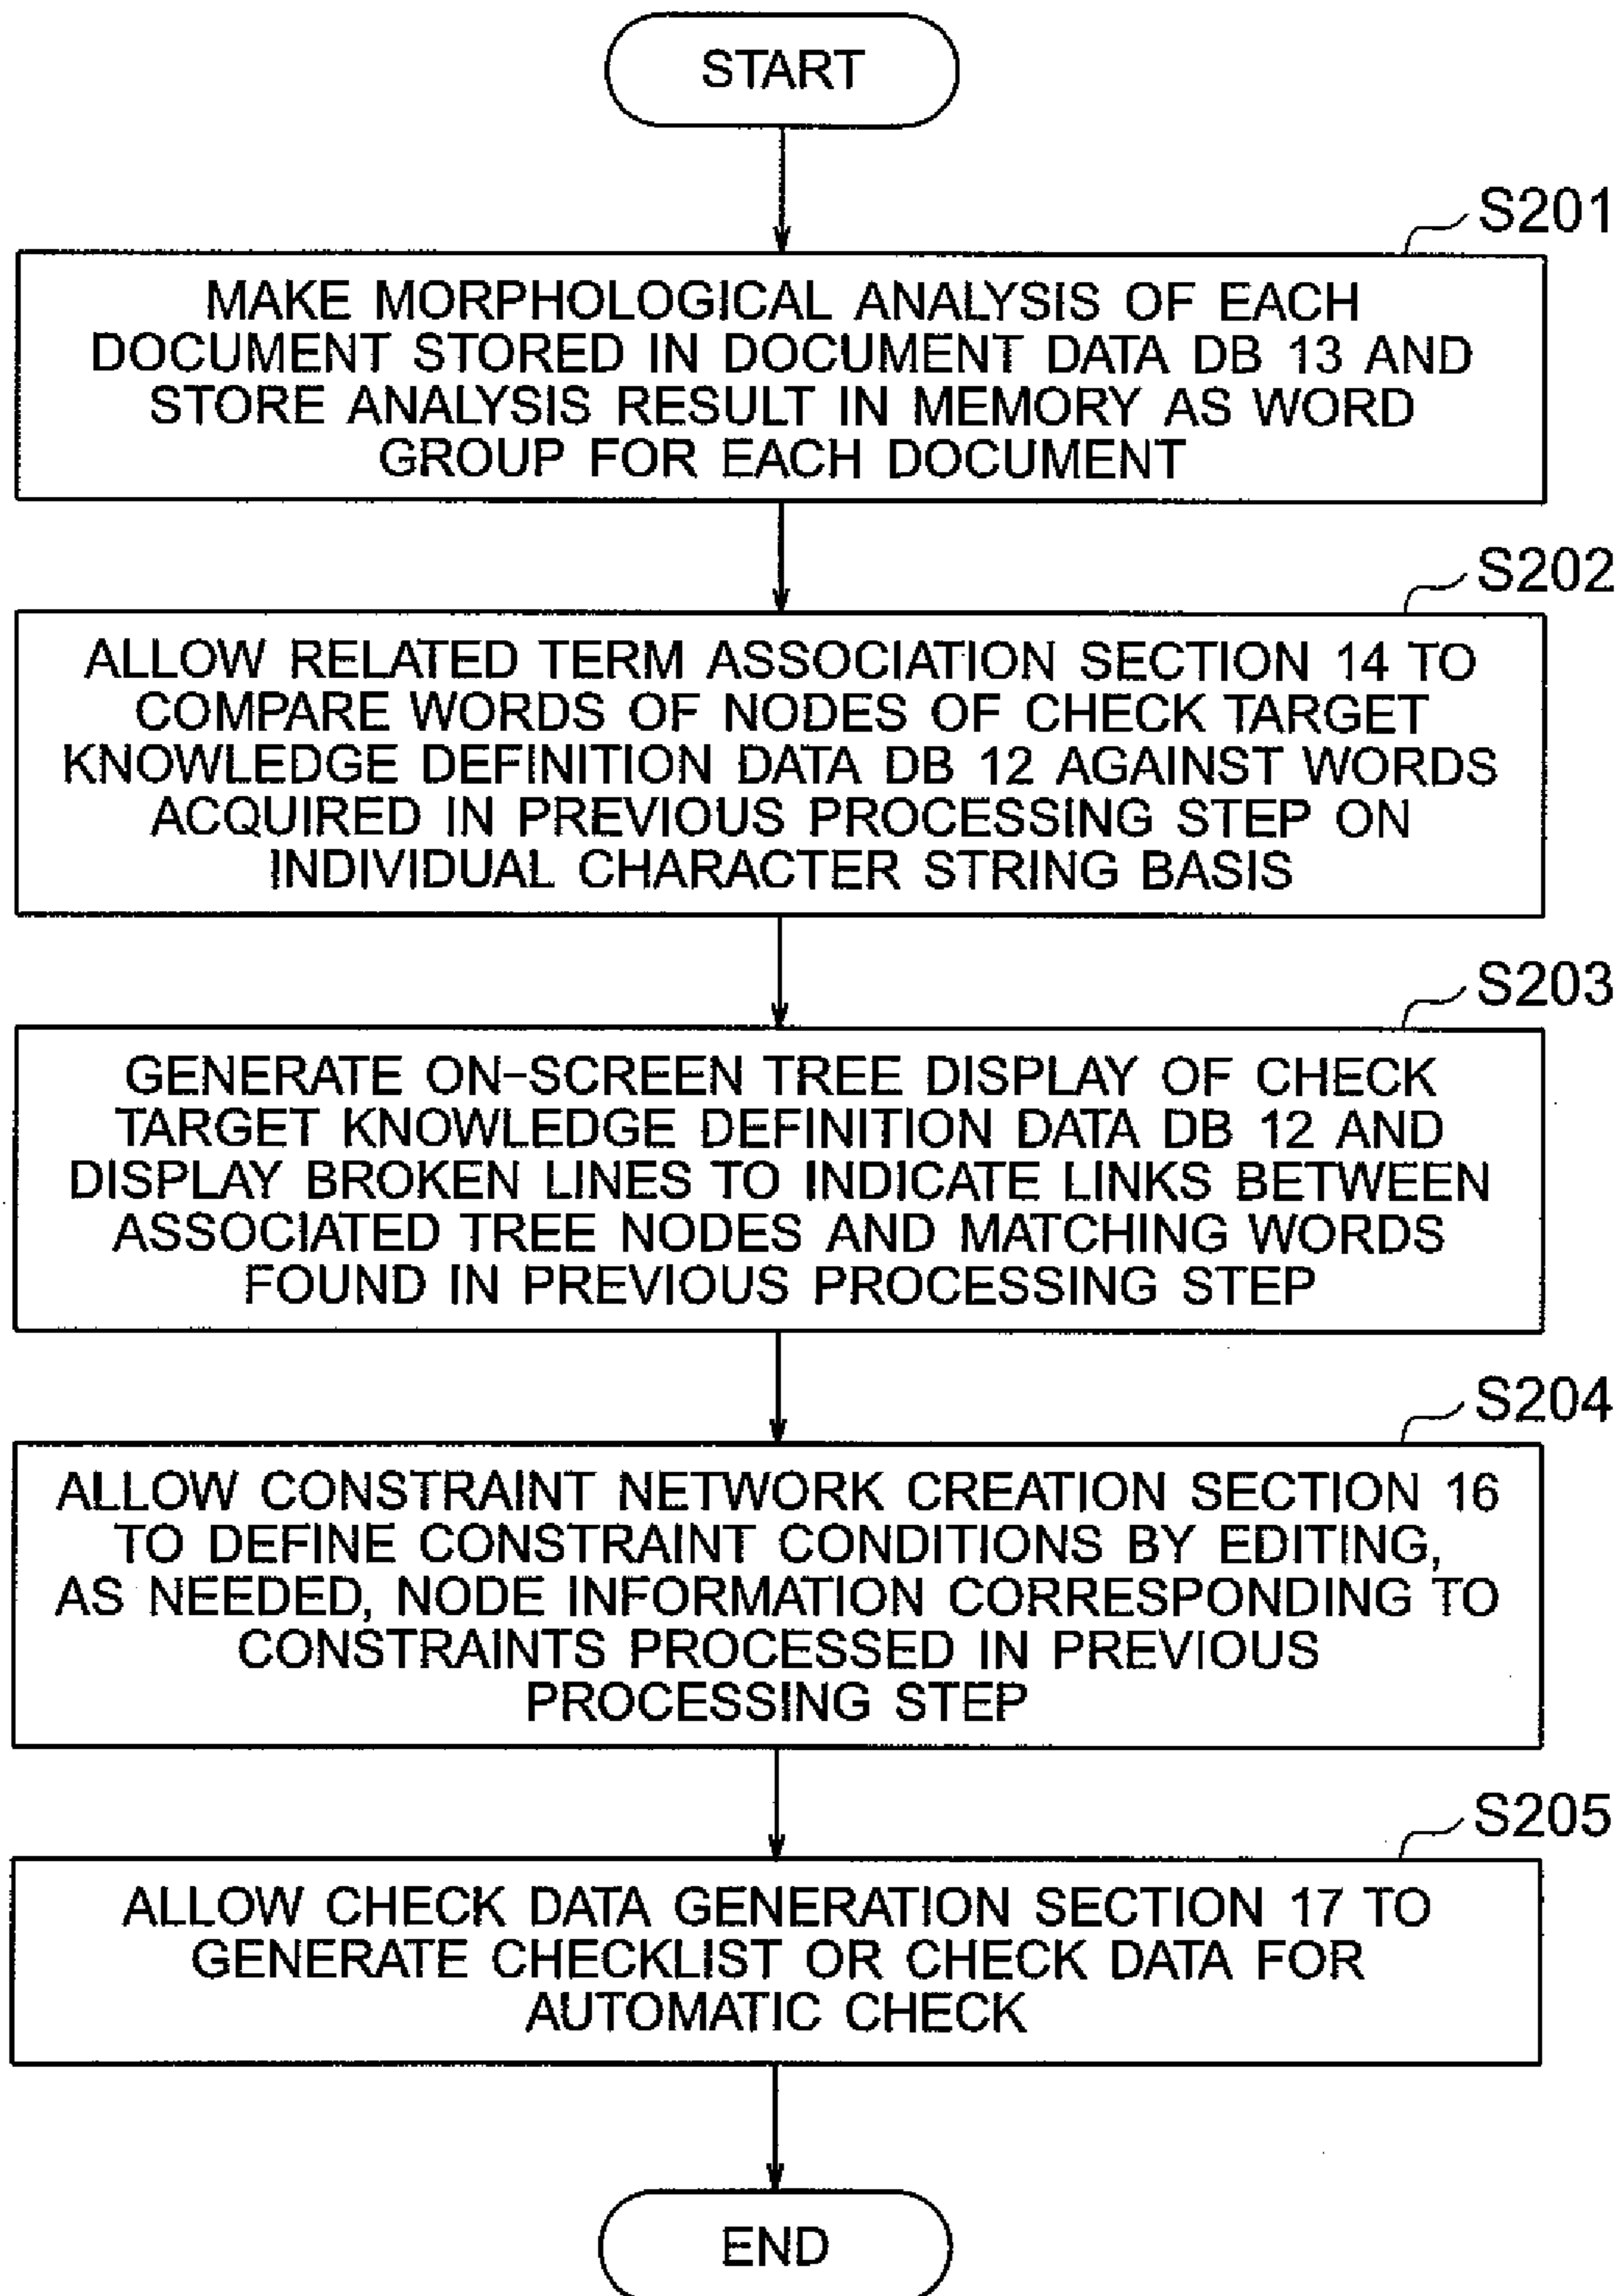 START
S201
MAKE MORPHOLOGICAL ANALYSIS OF EACH
DOCUMENT STORED IN DOCUMENT DATA DB 13 AND
STORE ANALYSIS RESULT IN MEMORY AS WORD
GROUP FOR EACH DOCUMENT
S202
ALLOW RELATED TERM ASSOCIATION SECTION 14 TO
COMPARE WORDS OF NODES OF CHECK TARGET
KNOWLEDGE DEFINITION DATA DB 12 AGAINST WORDS
ACQUIRED IN PREVIOUS PROCESSING STEP ON
INDIVIDUAL CHARACTER STRING BASIS
S203
GENERATE ON-SCREEN TREE DISPLAY OF CHECK
TARGET KNOWLEDGE DEFINITION DATA DB 12 AND
DISPLAY BROKEN LINES TO INDICATE LINKS BETWEEN
ASSOCIATED TREE NODES AND MATCHING WORDS
FOUND IN PREVIOUS PROCESSING STEP
S204
ALLOW CONSTRAINT NETWORK CREATION SECTION 16
TO DEFINE CONSTRAINT CONDITIONS BY EDITING,
AS NEEDED, NODE INFORMATION CORRESPONDING TO
CONSTRAINTS PROCESSED IN PREVIOUS
PROCESSING STEP
S205
ALLOW CHECK DATA GENERATION SECTION 17 TO
GENERATE CHECKLIST OR CHECK DATA FOR
AUTOMATIC CHECK
END